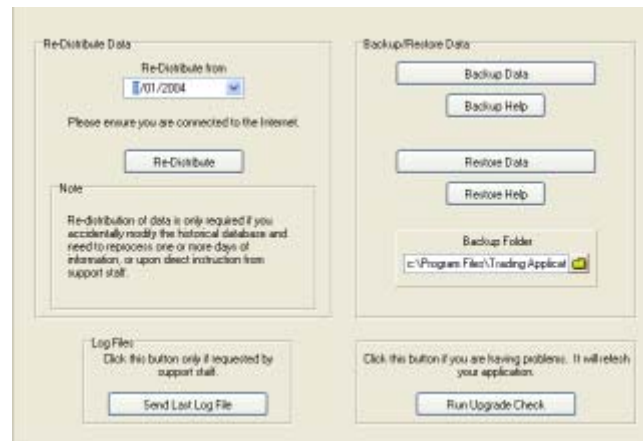 Re-Distribute Data
Re-Distribute from
/01/2004
Please ensure you are connected to the Internet.
Re-Distribute
Note
Re-distribution of data is only required if you
accidentally modify the historical database and
need to reprocess one or more days of
information, or upon direct instruction from
support staff.
Backup/Restore Data
Backup Data
Backup Help
Restore Data
Restore Help
Backup Folder
c:\Program Files\Trading Applicat
Log Files
Click this button only if requested by
support staff.
Send Last Log File
Click this button if you are having problems. It will refesh
your application.
Run Upgrade Check